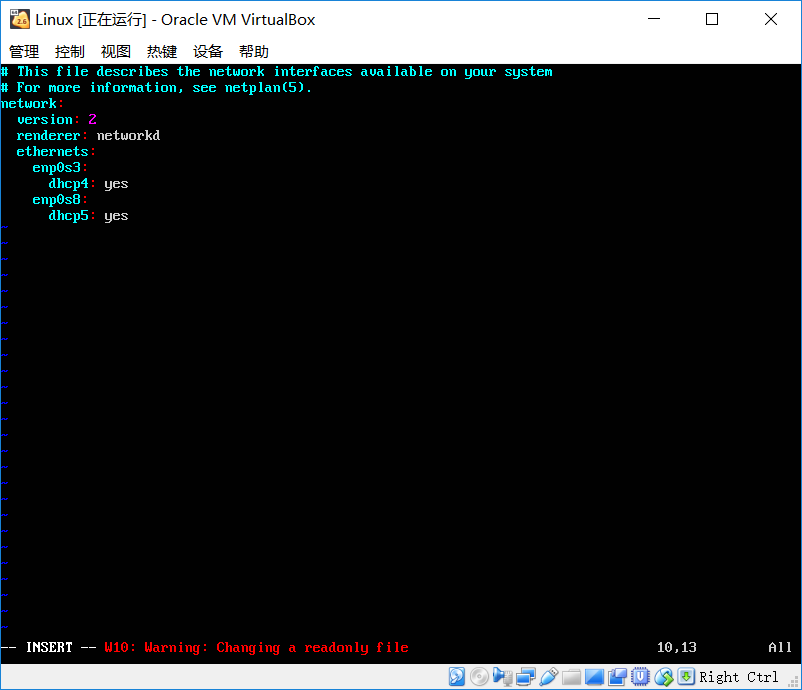 Linux [正在运行] - Oracle VM VirtualBox
管理 控制 视图 热键 设备 帮助
# This file describes the network interfaces available on your system
# For more information, see netplan(5).
network:
  version: 2
  renderer: networkd
  ethernets:
    enp0s3:
      dhcp4: yes
    enp0s8:
      dhcp5: yes
-- INSERT -- W10: Warning: Changing a readonly file 10,13 All
Right Ctrl